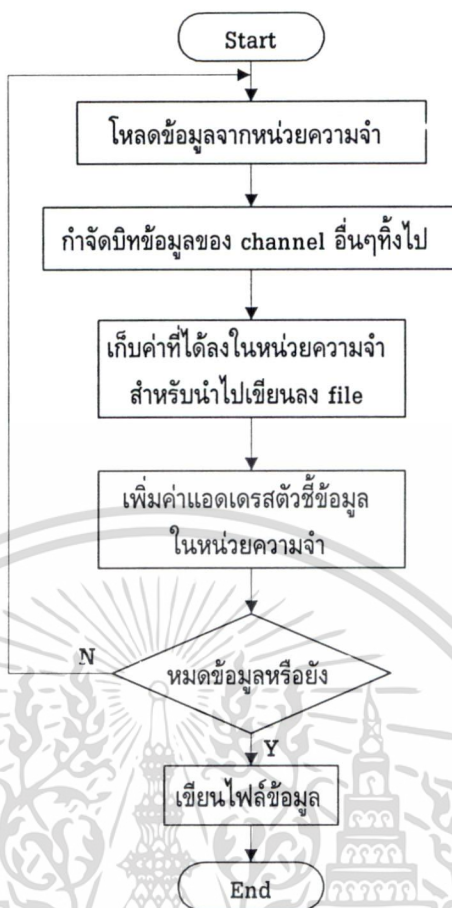 Start
โหลดข้อมูลจากหน่วยความจำ
กำจัดบิทข้อมูลของ channel อื่นๆทิ้งไป
เก็บค่าที่ได้ลงในหน่วยความจำ
สำหรับนำไปเขียนลง file
เพิ่มค่าแอดเดรสตัวชี้ข้อมูล
ในหน่วยความจำ
N
หมดข้อมูลหรือยัง
Y
เขียนไฟล์ข้อมูล
End